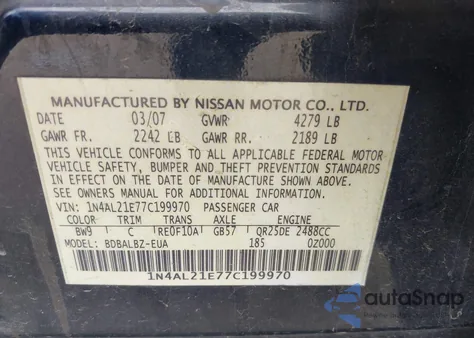 MANUFACTURED BY NISSAN MOTOR CO., LTD.
DATE 03/07 GVWR 4279 LB
GAWR FR. 2242 LB GAWR RR. 2189 LB
THIS VEHICLE CONFORMS TO ALL APPLICABLE FEDERAL MOTOR
VEHICLE SAFETY, BUMPER AND THEFT PREVENTION STANDARDS
IN EFFECT ON THE DATE OF MANUFACTURE SHOWN ABOVE.
SEE OWNERS MANUAL FOR ADDITIONAL INFORMATION
VIN: 1N4AL21E77C199970 PASSENGER CAR
COLOR TRIM TRANS AXLE ENGINE
BW9 C RE0F10A GB57 QR25DE 2488CC
MODEL: BDBALBZ-EUA 185 0Z000
1N4AL21E77C199970
autoSnap